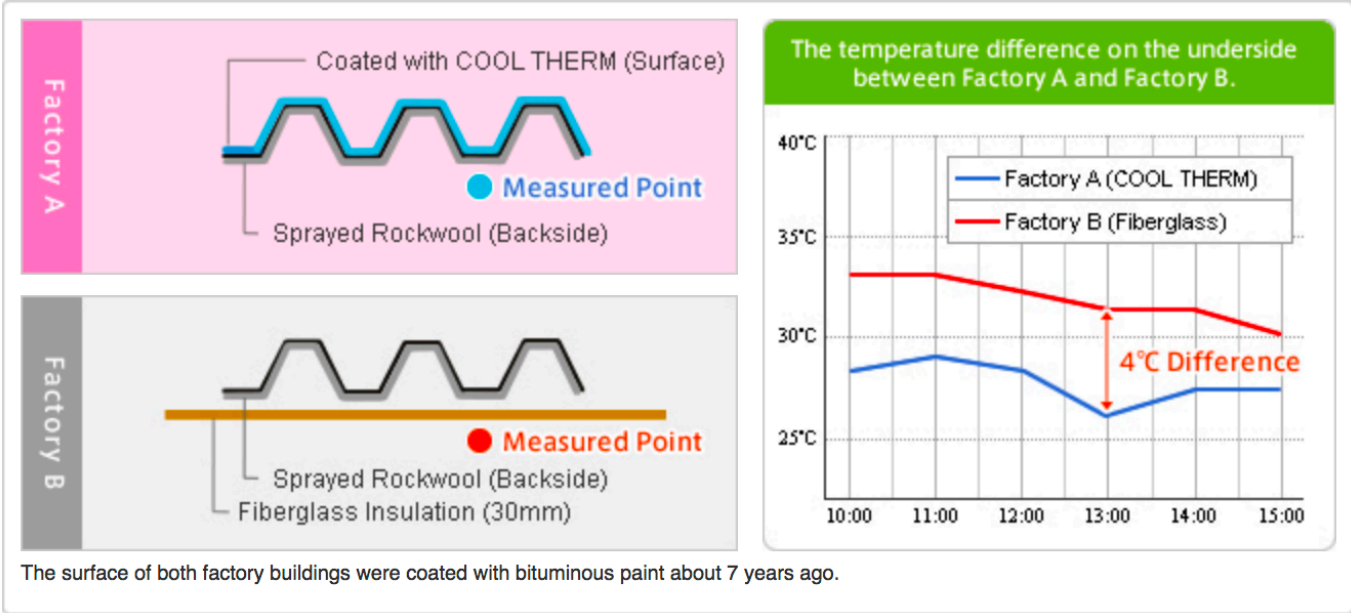 Factory A
Coated with COOL THERM (Surface)
Measured Point
Sprayed Rockwool (Backside)
Factory B
Measured Point
Sprayed Rockwool (Backside)
Fiberglass Insulation (30mm)
The temperature difference on the underside
between Factory A and Factory B.
40°C
Factory A (COOL THERM)
Factory B (Fiberglass)
35°C
30°C
4°C Difference
25°C
10:00 11:00 12:00 13:00 14:00 15:00
The surface of both factory buildings were coated with bituminous paint about 7 years ago.